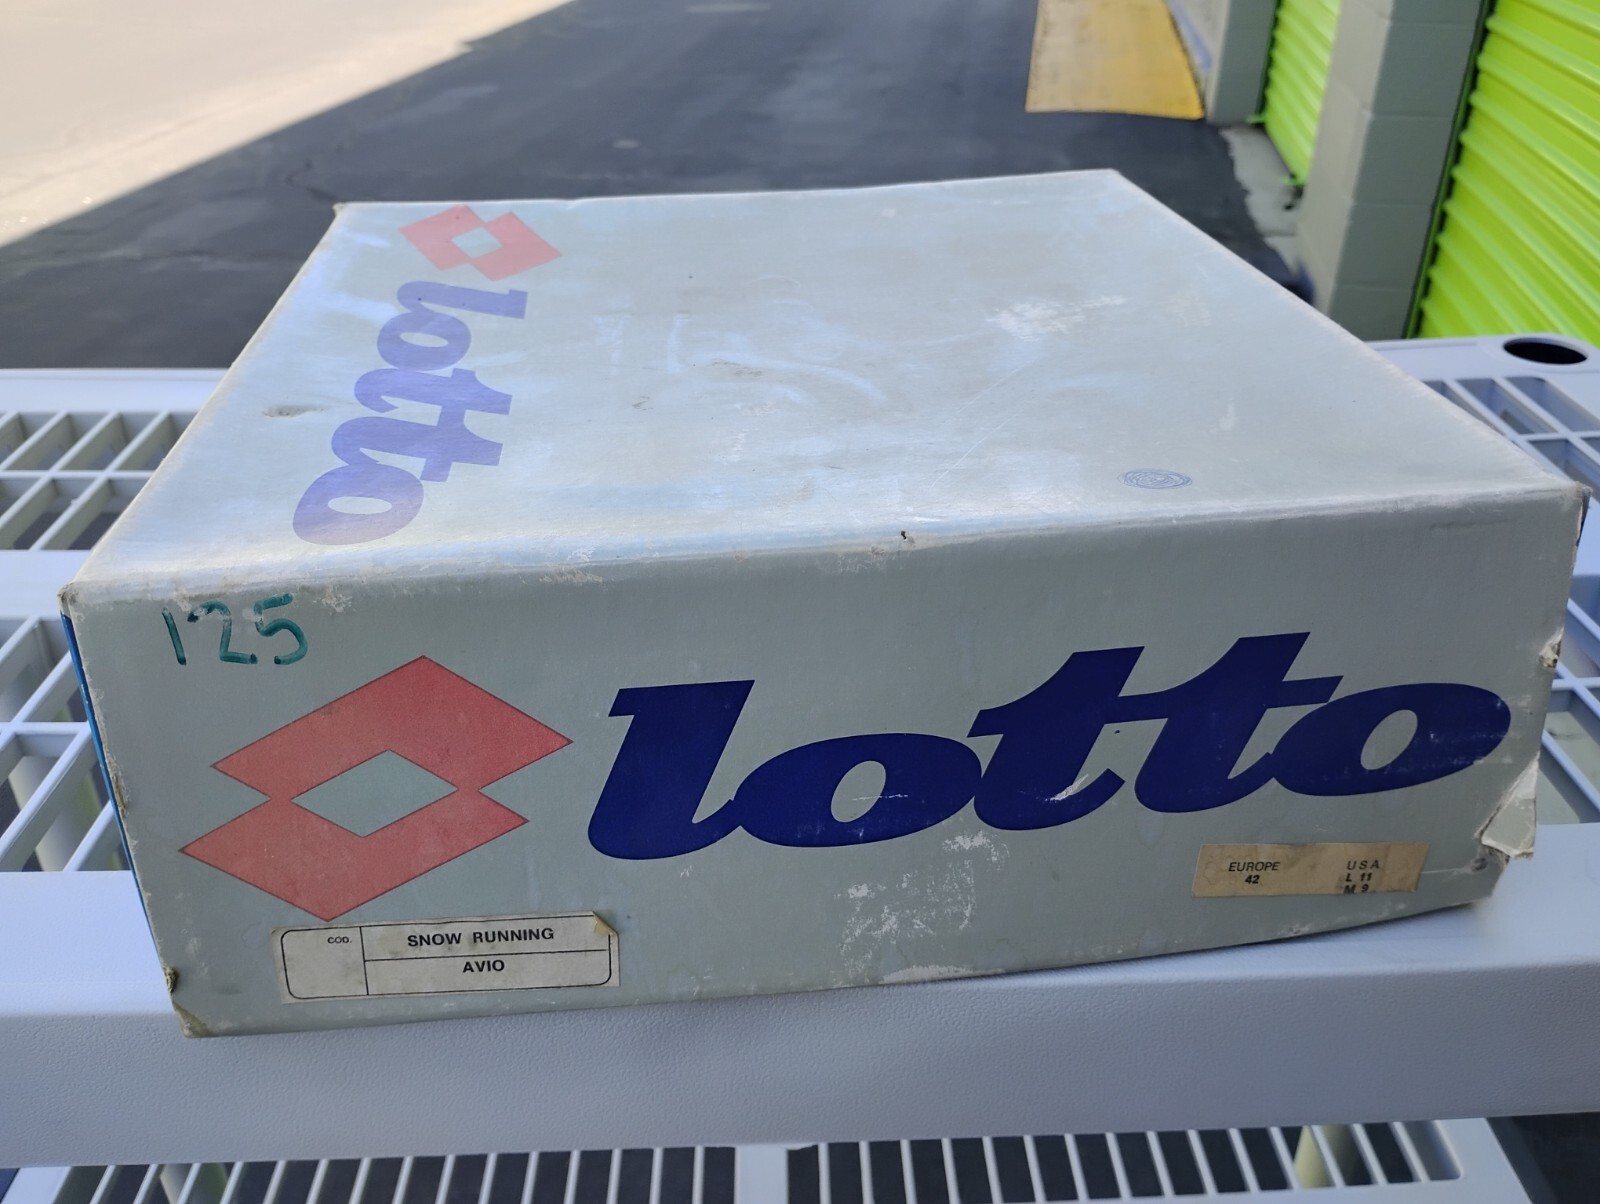 lotto
125
lotto
EUROPE USA
42 L 11
M 9
COD. SNOW RUNNING
AVIO